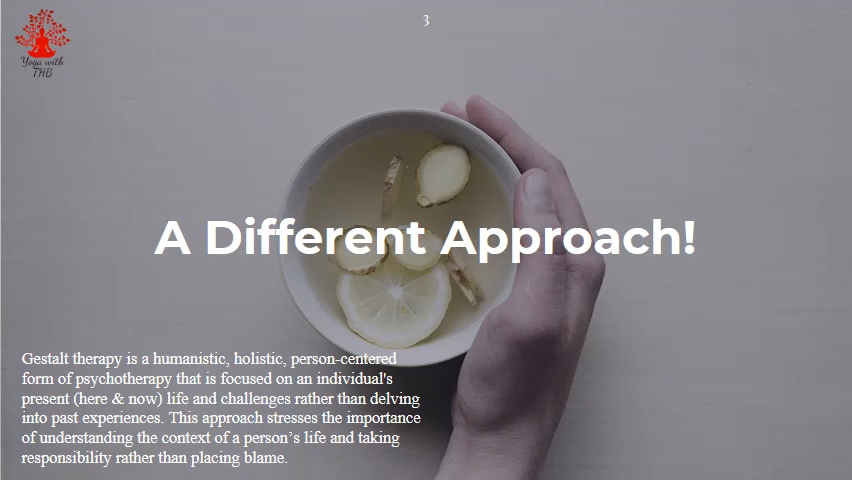 3
Yoga with
THB
A Different Approach!
Gestalt therapy is a humanistic, holistic, person-centered
form of psychotherapy that is focused on an individual's
present (here & now) life and challenges rather than delving
into past experiences. This approach stresses the importance
of understanding the context of a person’s life and taking
responsibility rather than placing blame.